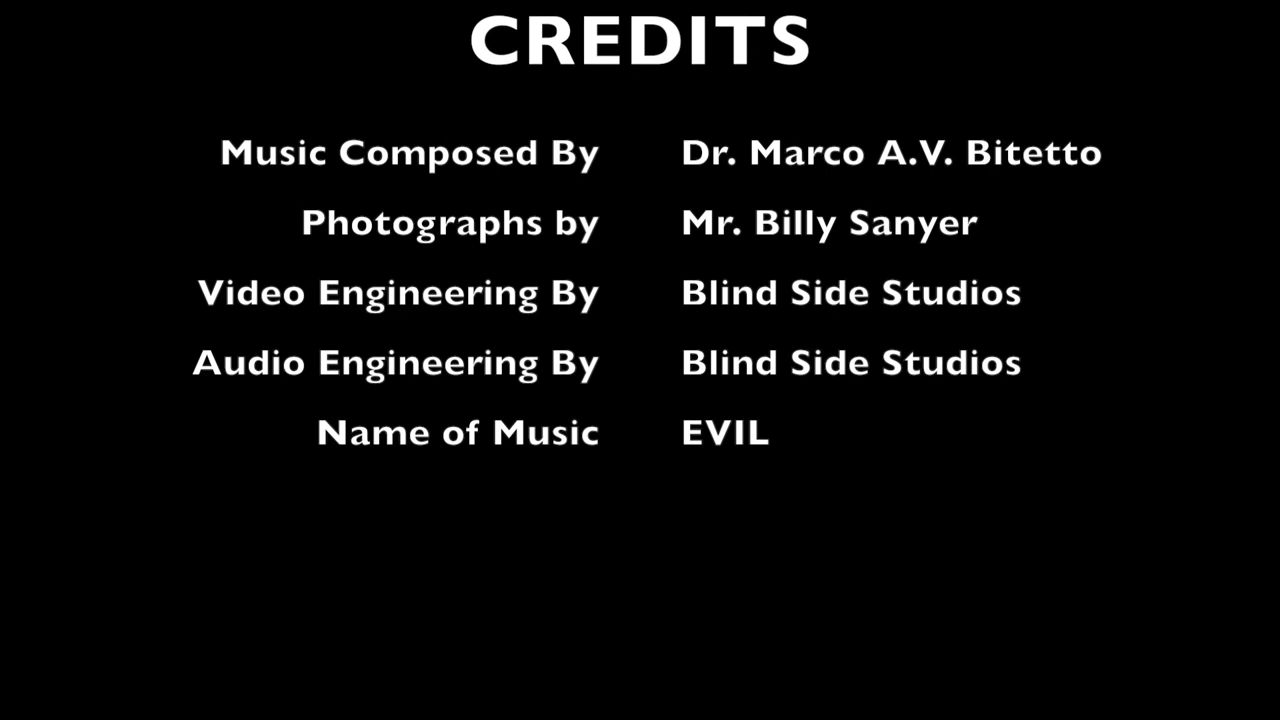 CREDITS
Music Composed By Dr. Marco A.V. Bitetto
Photographs by Mr. Billy Sanyer
Video Engineering By Blind Side Studios
Audio Engineering By Blind Side Studios
Name of Music EVIL